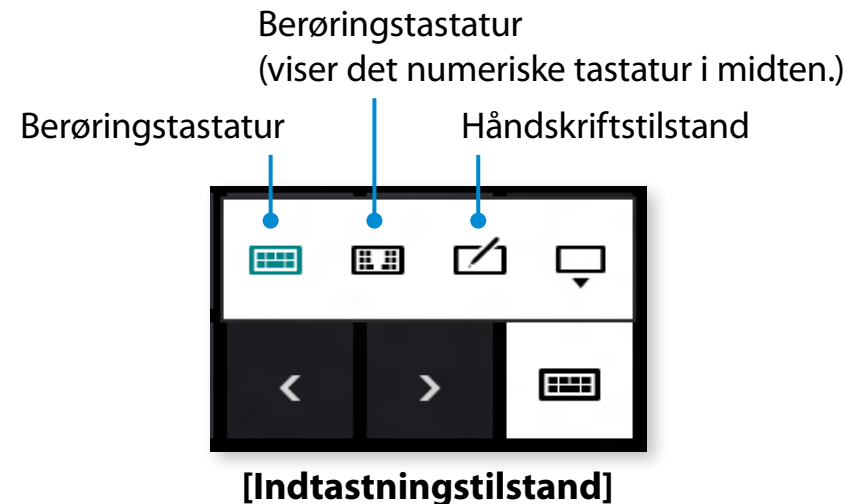 Berøringstastatur
(viser det numeriske tastatur i midten.)
Berøringstastatur
Håndskriftstilstand
[Indtastningstilstand]